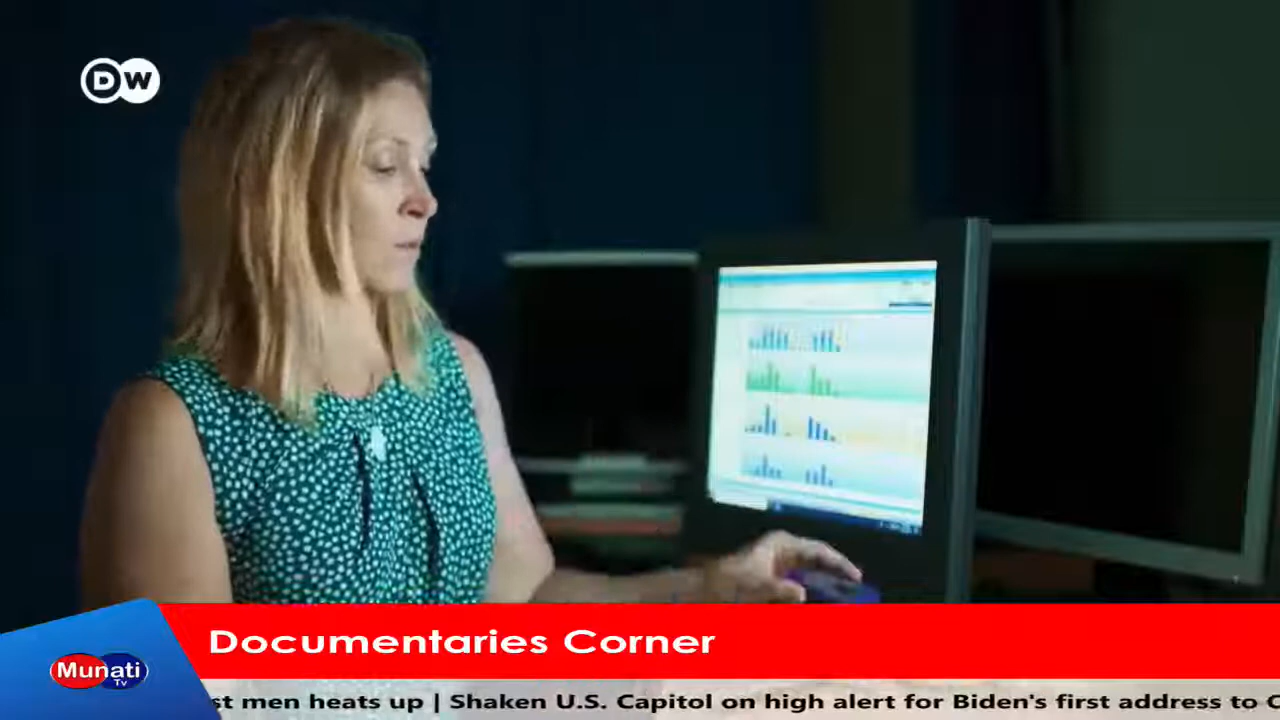 DW
Documentaries Corner
Munati
Tv
st men heats up | Shaken U.S. Capitol on high alert for Biden's first address to C